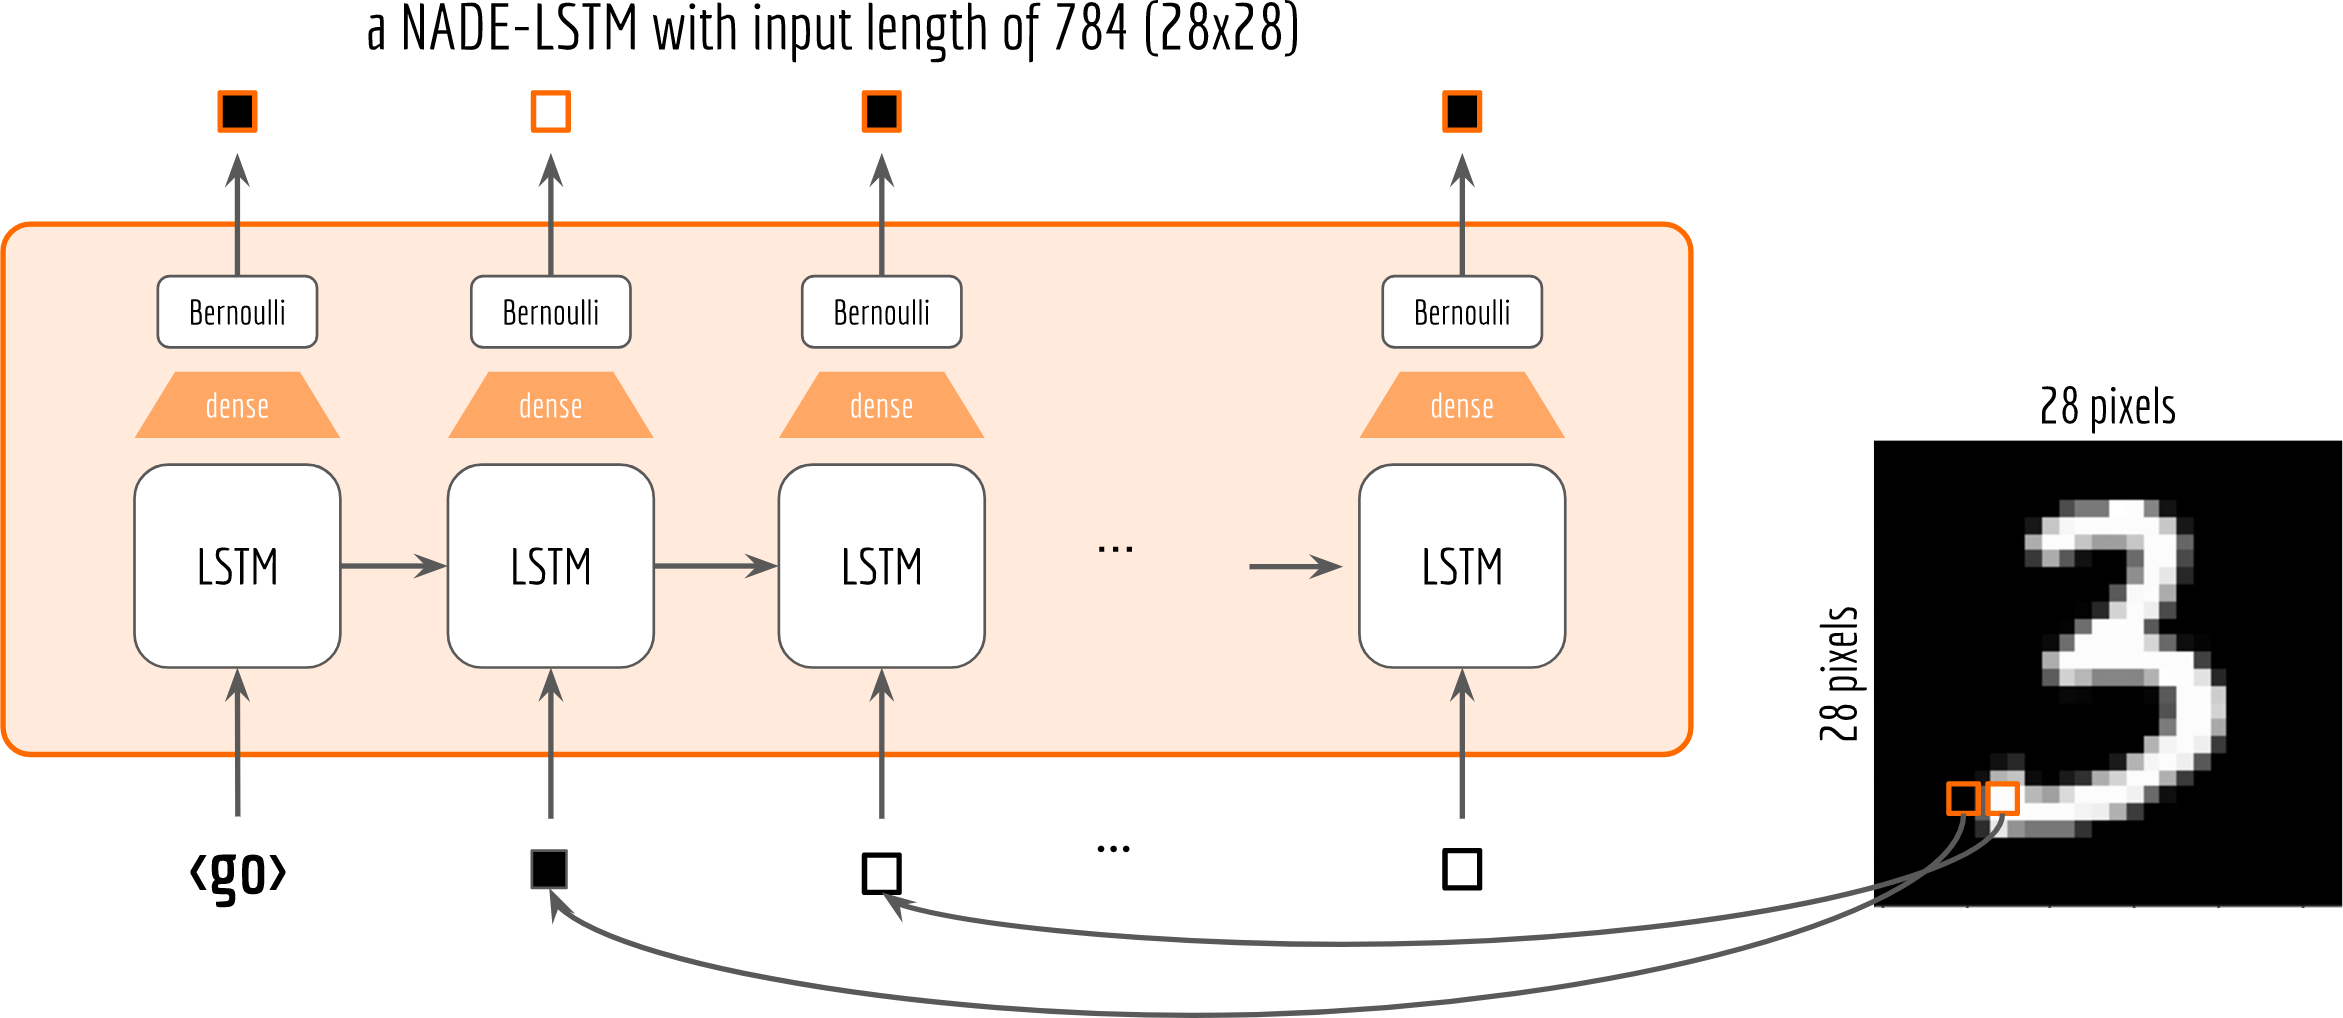 a NADE-LSTM with input length of 784 (28x28)
Bernoulli Bernoulli Bernoulli Bernoulli
dense dense dense dense
LSTM LSTM LSTM ... LSTM
<go> ...
28 pixels
28 pixels